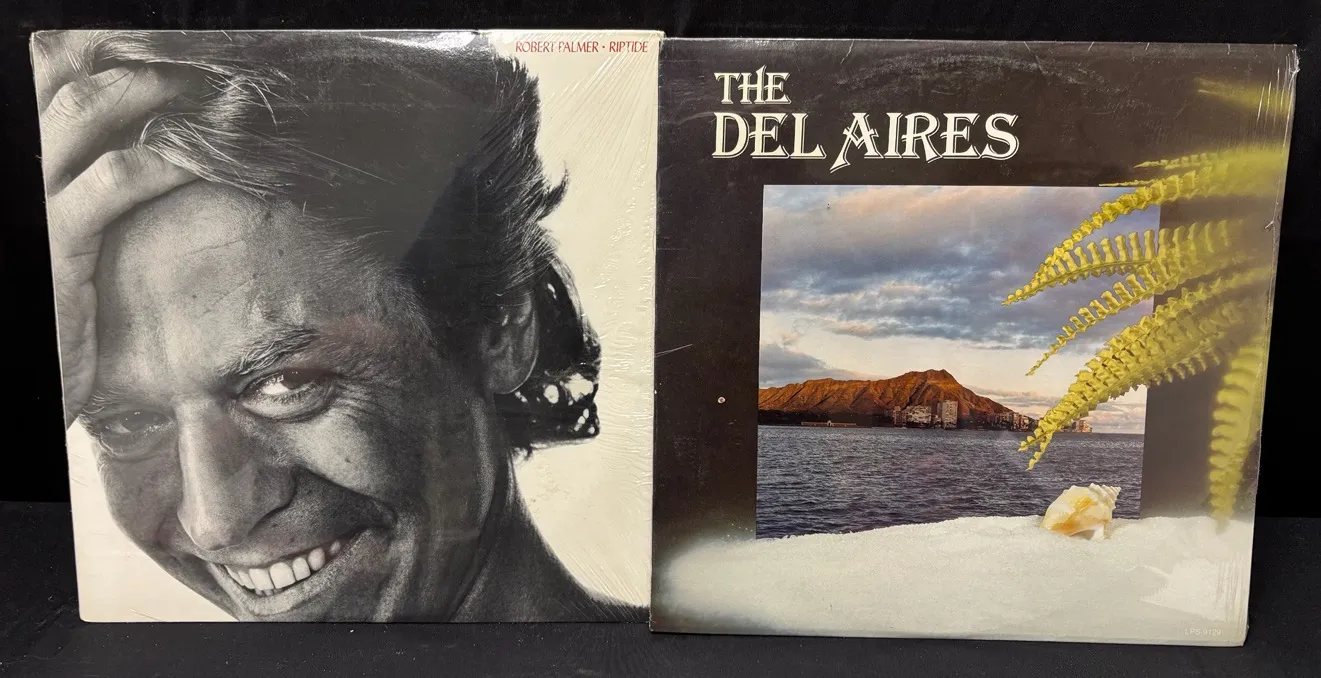 ROBERT PALMER • RIPTIDE
THE
DEL AIRES
LPS 9129